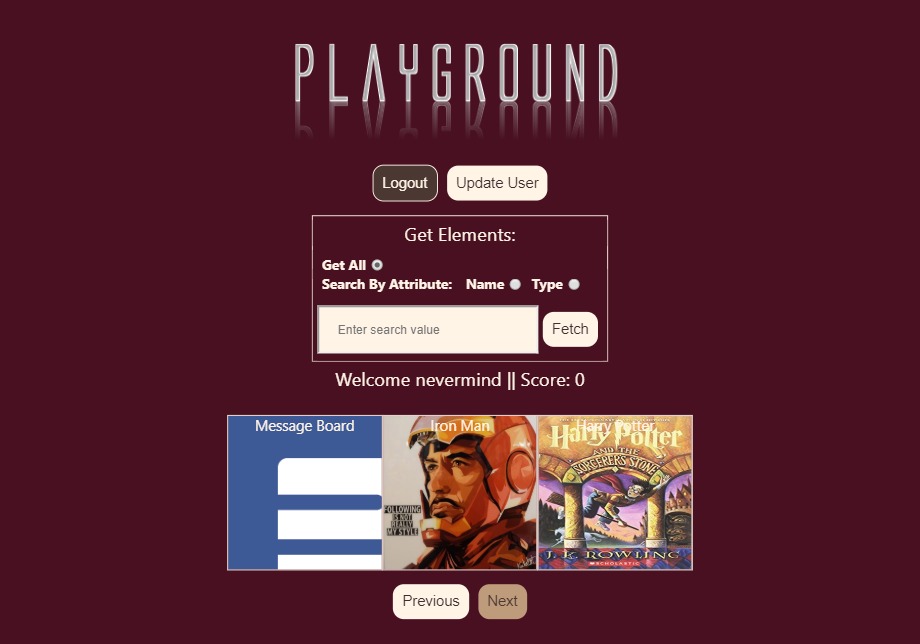 PLAYGROUND
Logout Update User
Get Elements:
Get All
Search By Attribute: Name Type
Enter search value Fetch
Welcome nevermind || Score: 0
Message Board Iron Man Harry Potter
Harry Potter
AND THE
SORCERER'S STONE
FOLLOWING
IS NOT
REALLY
MY STYLE
J. K. ROWLING
SCHOLASTIC
Previous Next